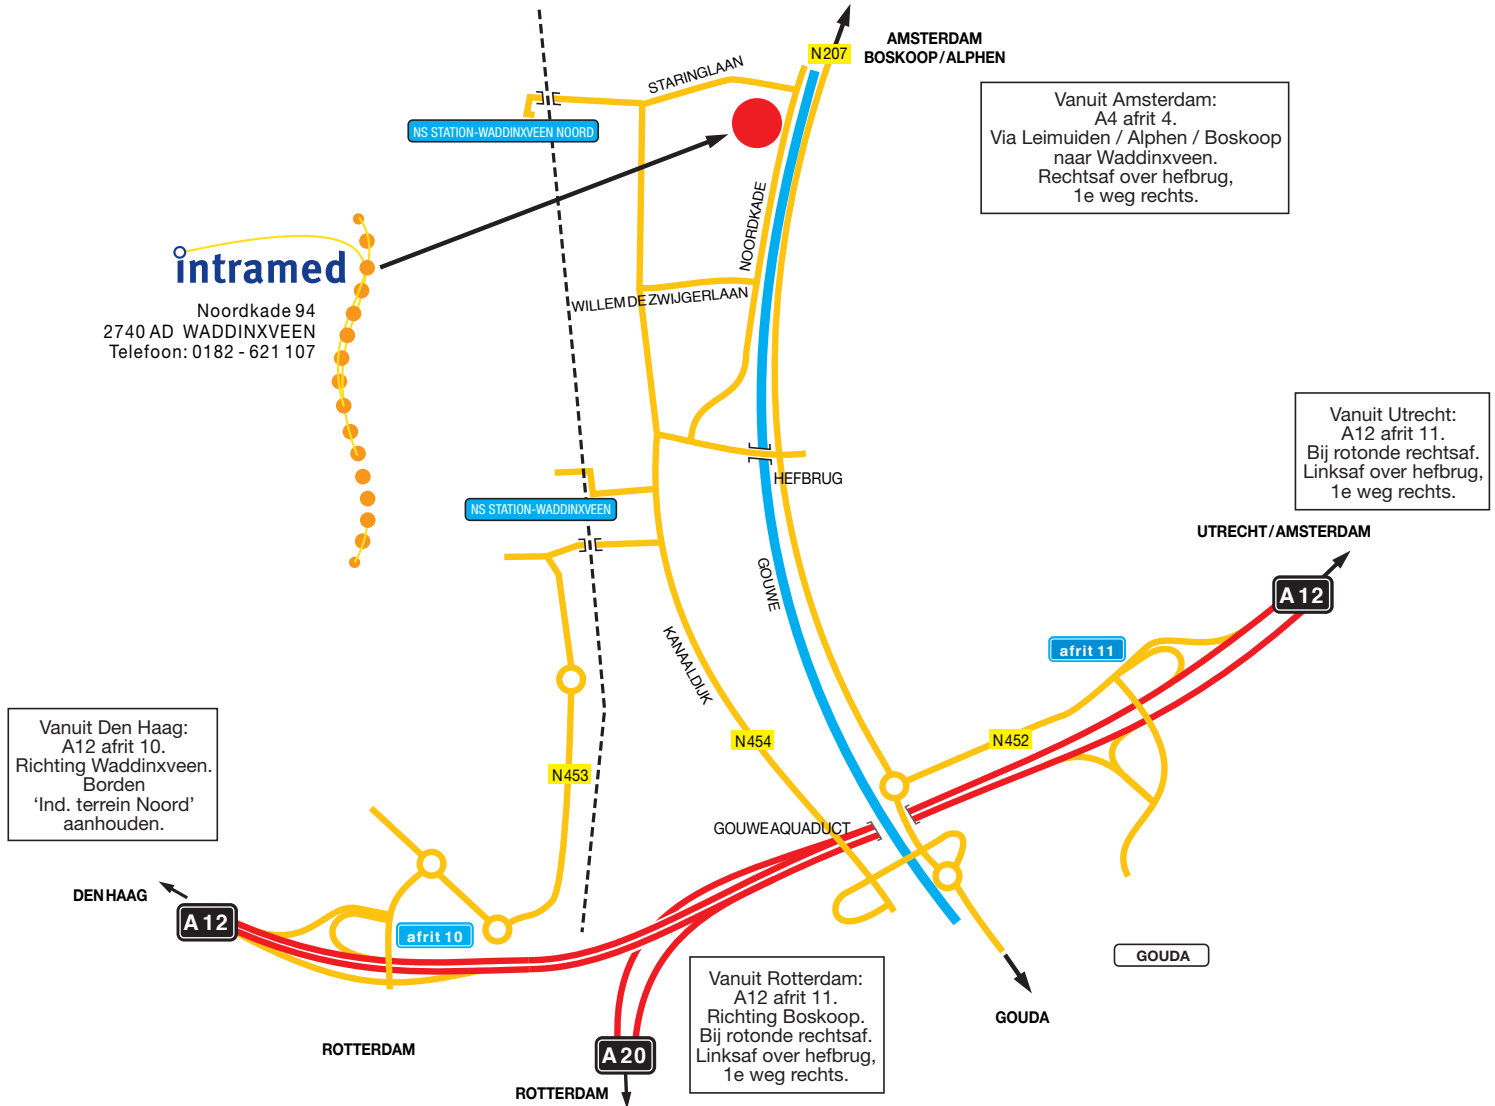 AMSTERDAM
BOSKOOP/ALPHEN
N207
STARINGLAAN
NS STATION-WADDINXVEEN NOORD
Vanuit Amsterdam:
A4 afrit 4.
Via Leimuiden / Alphen / Boskoop
naar Waddinxveen.
Rechtsaf over hefbrug,
1e weg rechts.
NOORDKADE
intramed
Noordkade 94
2740 AD WADDINXVEEN
Telefoon: 0182 - 621 107
WILLEM DE ZWIJGERLAAN
HEFBRUG
NS STATION-WADDINXVEEN
Vanuit Utrecht:
A12 afrit 11.
Bij rotonde rechtsaf.
Linksaf over hefbrug,
1e weg rechts.
UTRECHT/AMSTERDAM
A 12
GOUWE
afrit 11
KANAALDIJK
N454
N452
N453
Vanuit Den Haag:
A12 afrit 10.
Richting Waddinxveen.
Borden
‘Ind. terrein Noord’
aanhouden.
GOUWE AQUADUCT
DEN HAAG
A 12
afrit 10
GOUDA
Vanuit Rotterdam:
A12 afrit 11.
Richting Boskoop.
Bij rotonde rechtsaf.
Linksaf over hefbrug,
1e weg rechts.
GOUDA
ROTTERDAM
A 20
ROTTERDAM